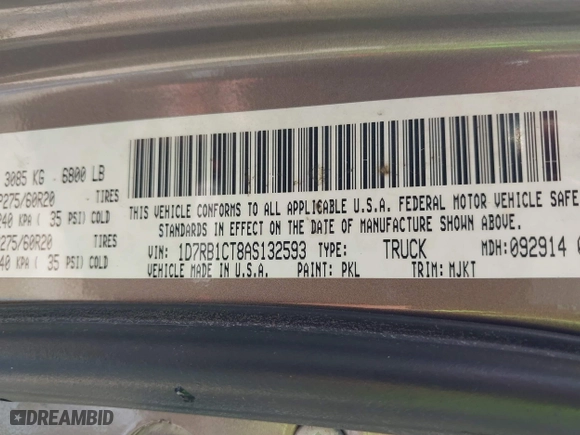 3085 KG 6800 LB
P275/60R20 TIRES
240 KPA ( 35 PSI) COLD
275/60R20 TIRES
40 KPA ( 35 PSI) COLD
THIS VEHICLE CONFORMS TO ALL APPLICABLE U.S.A. FEDERAL MOTOR VEHICLE SAFE
STANDARDS IN EFFECT ON THE DATE OF MANUFACTURE SHOWN ABOVE.
VIN: 1D7RB1CT8AS132593 TYPE: TRUCK MDH: 092914
VEHICLE MADE IN U.S.A. PAINT: PKL TRIM: MJKT
DREAMBID